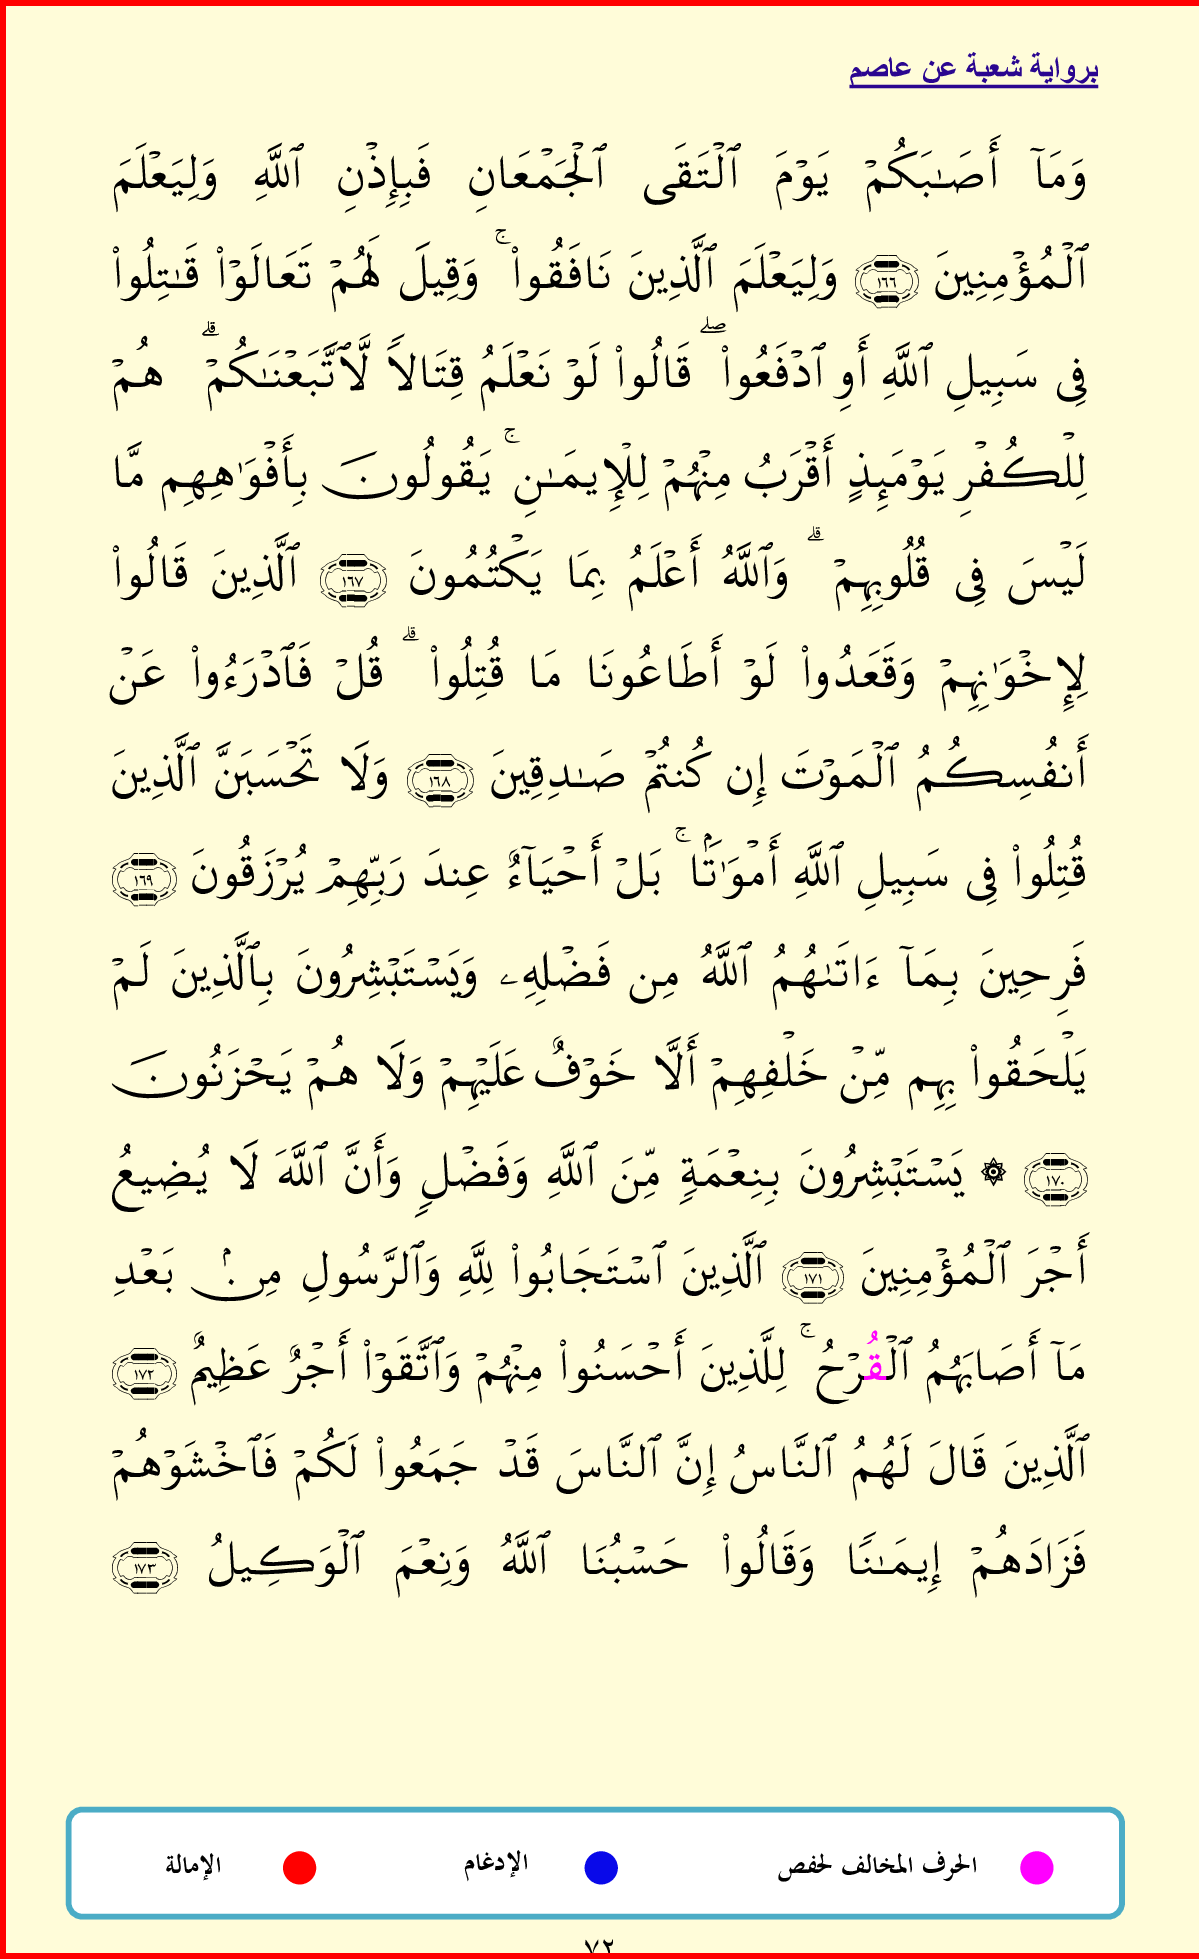 برواية شعبة عن عاصم
وَمَآ أَصَٰبَكُمۡ يَوۡمَ ٱلۡتَقَى ٱلۡجَمۡعَانِ فَبِإِذۡنِ ٱللَّهِ وَلِيَعۡلَمَ
ٱلۡمُؤۡمِنِينَ ١٦٦ وَلِيَعۡلَمَ ٱلَّذِينَ نَافَقُواْۚ وَقِيلَ لَهُمۡ تَعَالَوۡاْ قَٰتِلُواْ
فِي سَبِيلِ ٱللَّهِ أَوِ ٱدۡفَعُواْۖ قَالُواْ لَوۡ نَعۡلَمُ قِتَالًا لَّٱتَّبَعۡنَٰكُمۡۗ هُمۡ
لِلۡكُفۡرِ يَوۡمَئِذٍ أَقۡرَبُ مِنۡهُمۡ لِلۡإِيمَٰنِۚ يَقُولُونَ بِأَفۡوَٰهِهِم مَّا
لَيۡسَ فِي قُلُوبِهِمۡۗ وَٱللَّهُ أَعۡلَمُ بِمَا يَكۡتُمُونَ ١٦٧ ٱلَّذِينَ قَالُواْ
لِإِخۡوَٰنِهِمۡ وَقَعَدُواْ لَوۡ أَطَاعُونَا مَا قُتِلُواْۗ قُلۡ فَٱدۡرَءُواْ عَنۡ
أَنفُسِكُمُ ٱلۡمَوۡتَ إِن كُنتُمۡ صَٰدِقِينَ ١٦٨ وَلَا تَحۡسَبَنَّ ٱلَّذِينَ
قُتِلُواْ فِي سَبِيلِ ٱللَّهِ أَمۡوَٰتَۢاۚ بَلۡ أَحۡيَآءٌ عِندَ رَبِّهِمۡ يُرۡزَقُونَ ١٦٩
فَرِحِينَ بِمَآ ءَاتَىٰهُمُ ٱللَّهُ مِن فَضۡلِهِۦ وَيَسۡتَبۡشِرُونَ بِٱلَّذِينَ لَمۡ
يَلۡحَقُواْ بِهِم مِّنۡ خَلۡفِهِمۡ أَلَّا خَوۡفٌ عَلَيۡهِمۡ وَلَا هُمۡ يَحۡزَنُونَ
١٧٠ ۞ يَسۡتَبۡشِرُونَ بِنِعۡمَةٍ مِّنَ ٱللَّهِ وَفَضۡلٍ وَأَنَّ ٱللَّهَ لَا يُضِيعُ
أَجۡرَ ٱلۡمُؤۡمِنِينَ ١٧١ ٱلَّذِينَ ٱسۡتَجَابُواْ لِلَّهِ وَٱلرَّسُولِ مِنۢ بَعۡدِ
مَآ أَصَابَهُمُ ٱلۡقُرۡحُۚ لِلَّذِينَ أَحۡسَنُواْ مِنۡهُمۡ وَٱتَّقَوۡاْ أَجۡرٌ عَظِيمٌ ١٧٢
ٱلَّذِينَ قَالَ لَهُمُ ٱلنَّاسُ إِنَّ ٱلنَّاسَ قَدۡ جَمَعُواْ لَكُمۡ فَٱخۡشَوۡهُمۡ
فَزَادَهُمۡ إِيمَٰنًا وَقَالُواْ حَسۡبُنَا ٱللَّهُ وَنِعۡمَ ٱلۡوَكِيلُ ١٧٣
الحرف المخالف لحفص الإدغام الإمالة
٧٢